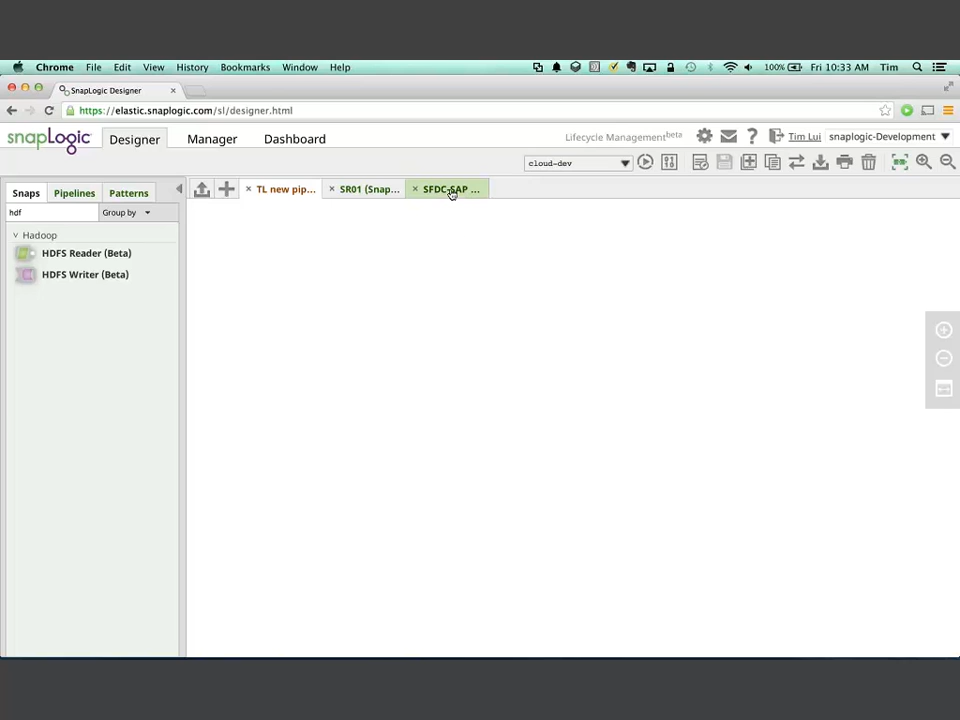 Chrome File Edit View History Bookmarks Window Help 100% Fri 10:33 AM Tim
SnapLogic Designer
https://elastic.snaplogic.com/sl/designer.html
snapLogic Designer Manager Dashboard Lifecycle Management beta Tim Lui snaplogic-Development
cloud-dev
Snaps Pipelines Patterns TL new pip... SR01 (Snap... SFDC-SAP ...
hdf Group by
Hadoop
HDFS Reader (Beta)
HDFS Writer (Beta)